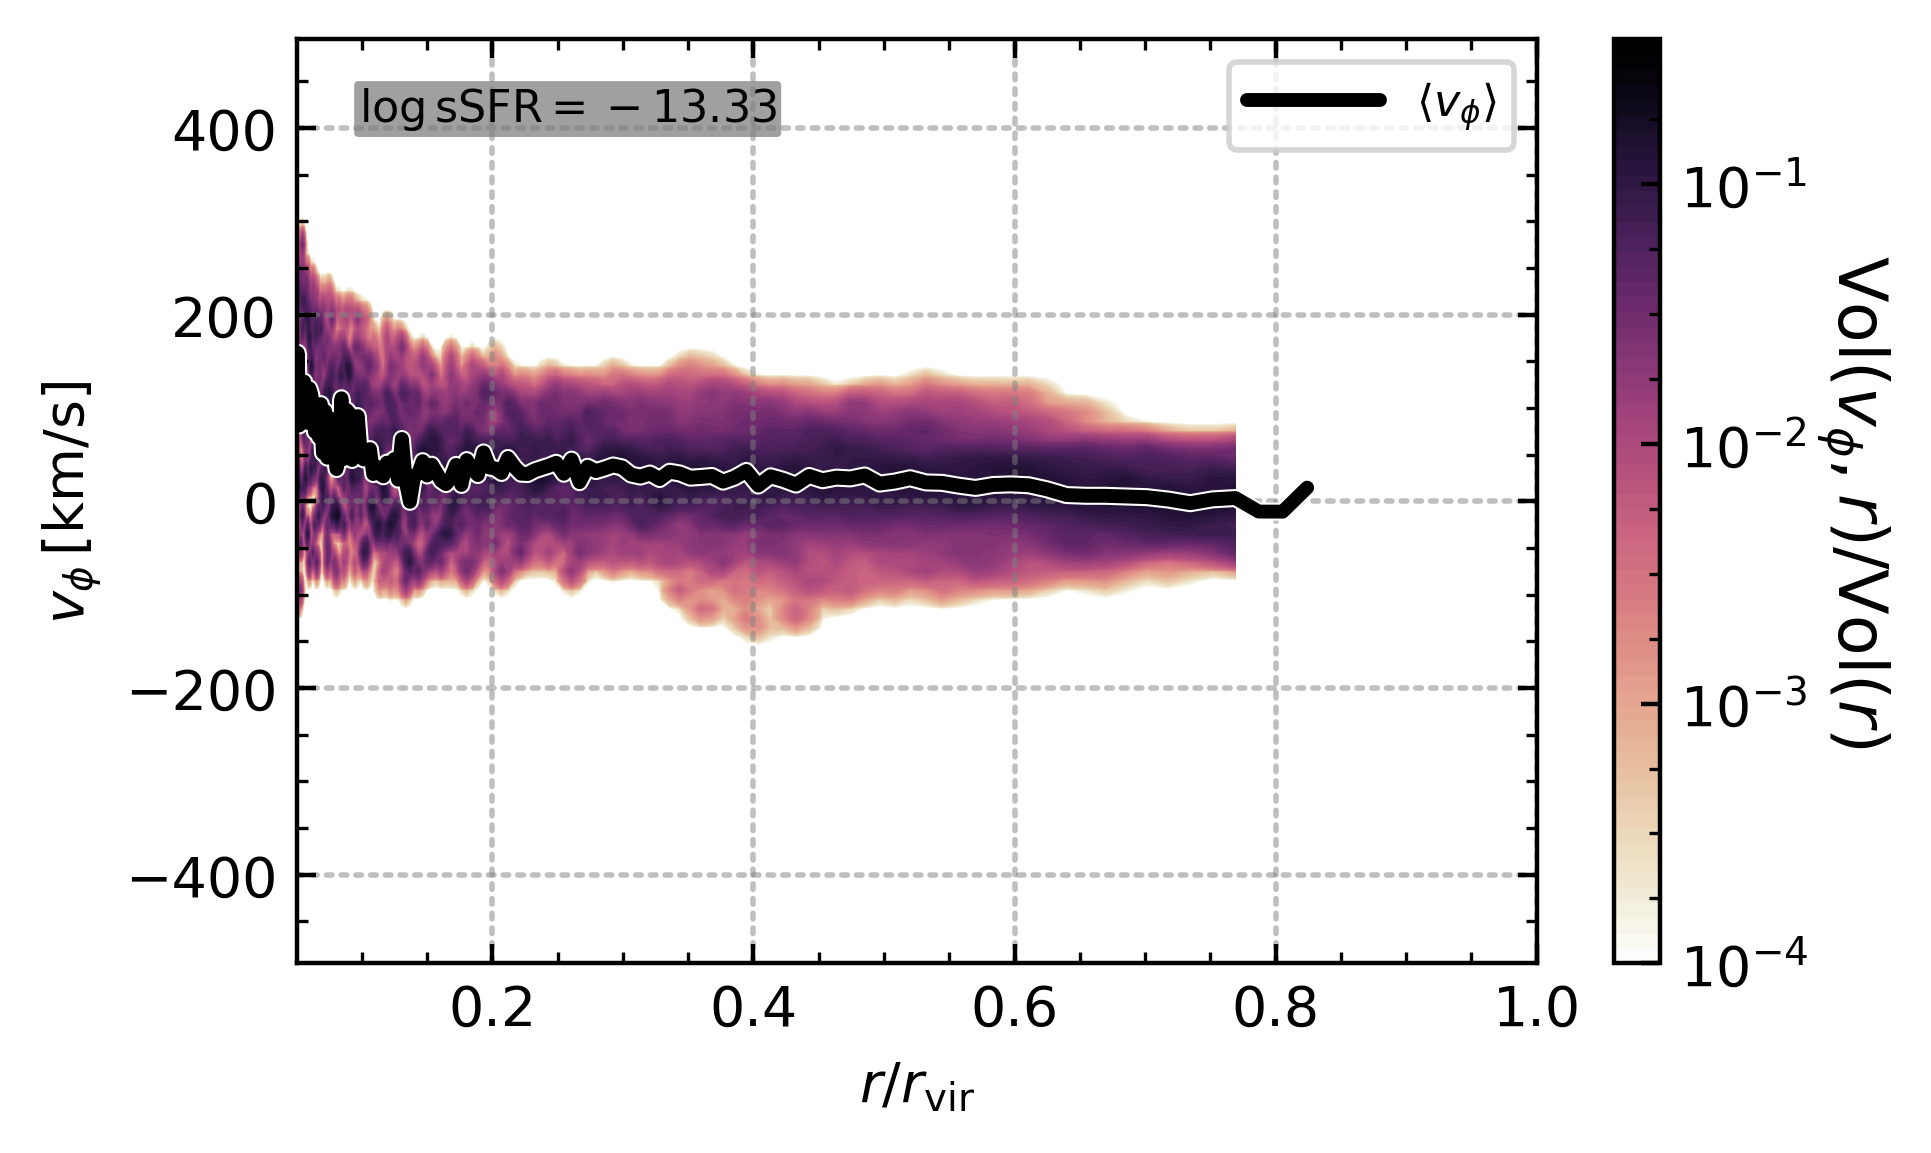 log sSFR = −13.33
⟨v_ϕ⟩
400
200
0
−200
−400
v_ϕ [km/s]
0.2 0.4 0.6 0.8 1.0
r/r_vir
10^−1
10^−2
10^−3
10^−4
Vol(v_ϕ, r)/Vol(r)